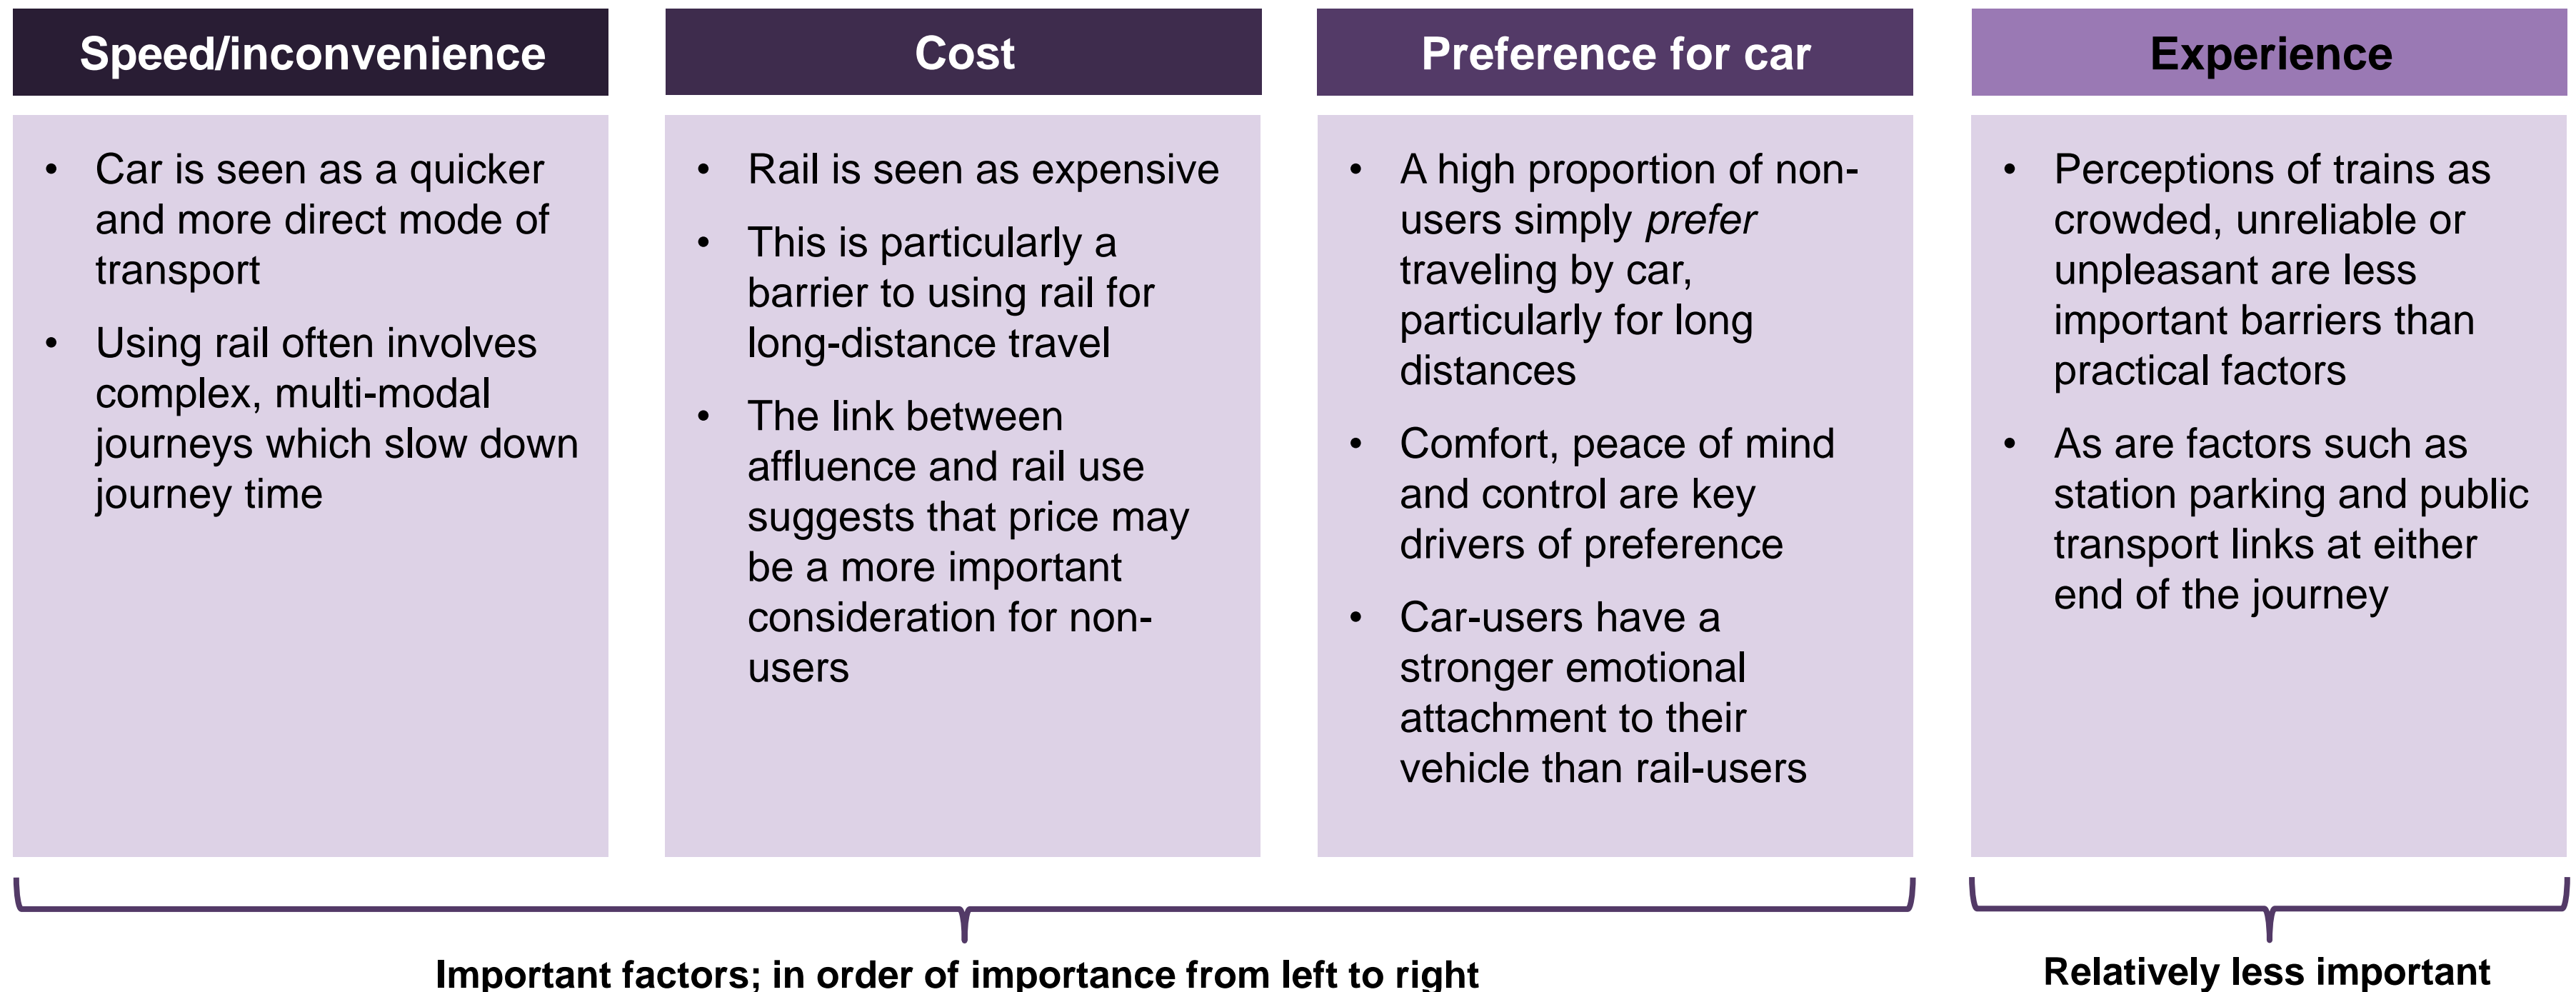 Speed/inconvenience
• Car is seen as a quicker
and more direct mode of
transport
• Using rail often involves
complex, multi-modal
journeys which slow down
journey time
Cost
• Rail is seen as expensive
• This is particularly a
barrier to using rail for
long-distance travel
• The link between
affluence and rail use
suggests that price may
be a more important
consideration for non-
users
Preference for car
• A high proportion of non-
users simply prefer
traveling by car,
particularly for long
distances
• Comfort, peace of mind
and control are key
drivers of preference
• Car-users have a
stronger emotional
attachment to their
vehicle than rail-users
Experience
• Perceptions of trains as
crowded, unreliable or
unpleasant are less
important barriers than
practical factors
• As are factors such as
station parking and public
transport links at either
end of the journey
Important factors; in order of importance from left to right
Relatively less important